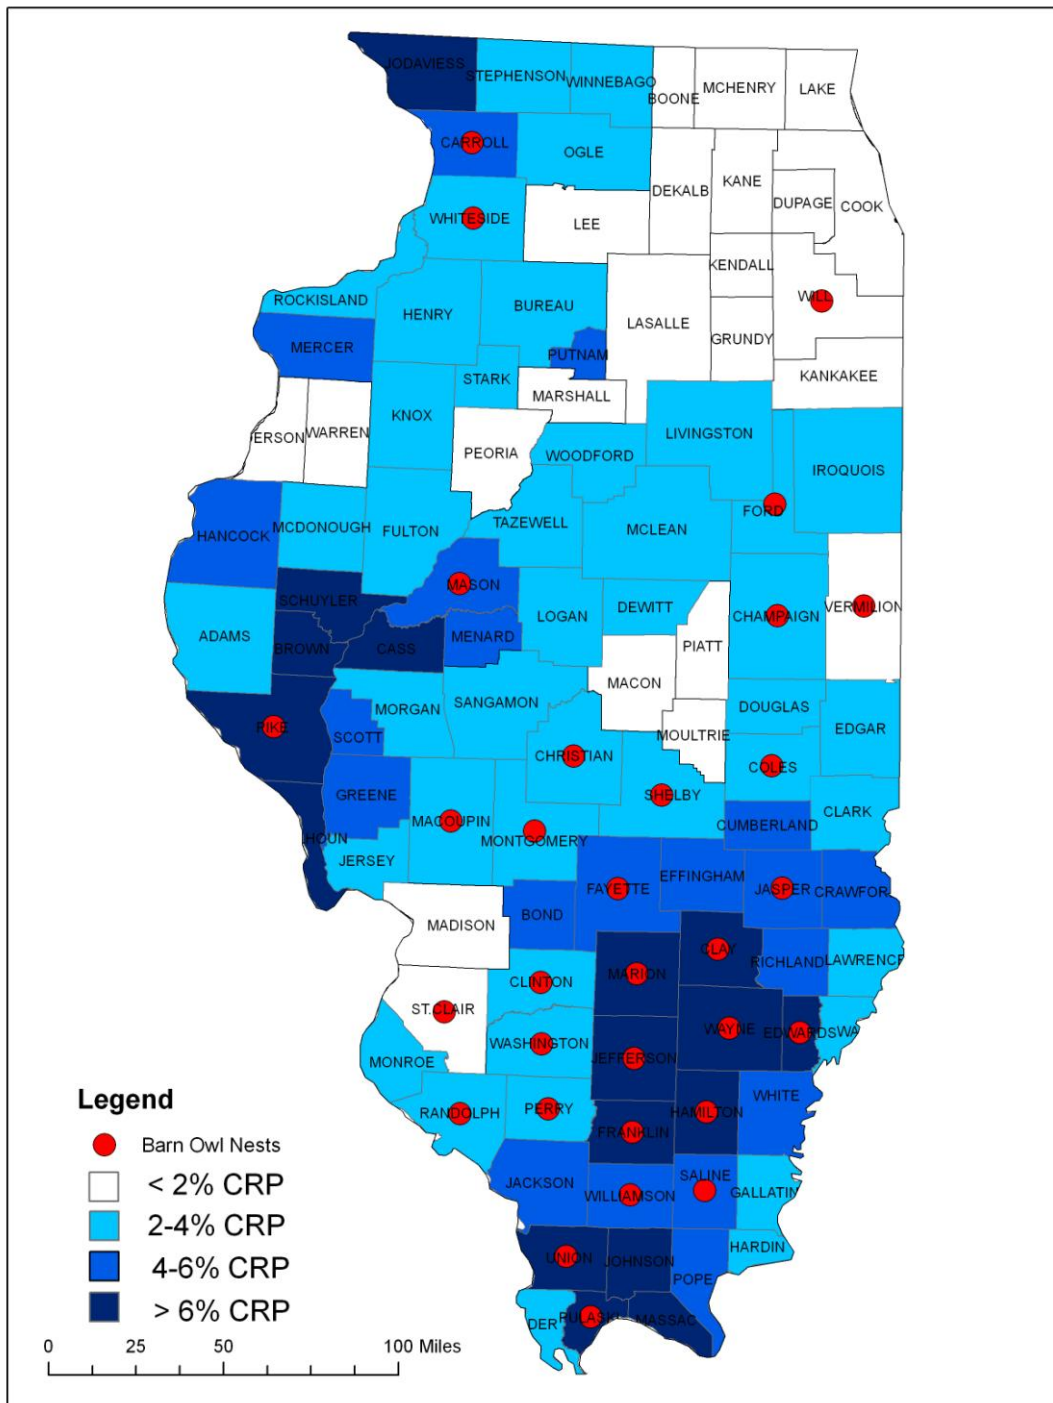 JODAVIESS
STEPHENSON
WINNEBAGO
BOONE
MCHENRY
LAKE
CARROLL
OGLE
DEKALB
KANE
DUPAGE
COOK
WHITESIDE
LEE
KENDALL
ROCKISLAND
HENRY
BUREAU
LASALLE
GRUNDY
WILL
MERCER
PUTNAM
KANKAKEE
STARK
MARSHALL
ERSON
WARREN
KNOX
PEORIA
WOODFORD
LIVINGSTON
IROQUOIS
HANCOCK
MCDONOUGH
FULTON
TAZEWELL
MCLEAN
FORD
SCHUYLER
MASON
ADAMS
BROWN
CASS
MENARD
LOGAN
DEWITT
PIATT
CHAMPAIGN
VERMILION
PIKE
SCOTT
MORGAN
SANGAMON
MACON
MOULTRIE
DOUGLAS
EDGAR
CHRISTIAN
COLES
GREENE
MACOUPIN
MONTGOMERY
SHELBY
CUMBERLAND
CLARK
HOUN
JERSEY
FAYETTE
EFFINGHAM
JASPER
CRAWFOR
MADISON
BOND
CLAY
RICHLAND
LAWRENCE
CLINTON
MARION
ST.CLAIR
WASHINGTON
JEFFERSON
WAYNE
EDWARDS
WA
MONROE
RANDOLPH
PERRY
FRANKLIN
HAMILTON
WHITE
JACKSON
WILLIAMSON
SALINE
GALLATIN
UNION
JOHNSON
POPE
HARDIN
DER
PULASKI
MASSAC
Legend
Barn Owl Nests
< 2% CRP
2-4% CRP
4-6% CRP
> 6% CRP
0 25 50 100 Miles